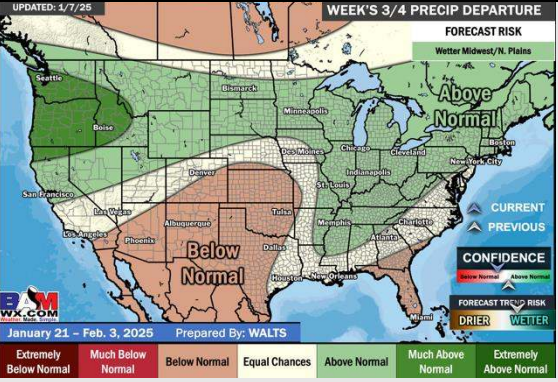 UPDATED: 1/7/25
WEEK'S 3/4 PRECIP DEPARTURE
FORECAST RISK
Wetter Midwest/N. Plains
Seattle
Bismarck
Above
Normal
Minneapolis
Boise
Boston
Chicago
Cleveland
Des Moines
New York City
Indianapolis
Denver
St. Louis
San Francisco
Las Vegas
CURRENT
PREVIOUS
Tulsa
Memphis
Charlotte
Albuquerque
Los Angeles
Phoenix
Atlanta
Below
Normal
Dallas
CONFIDENCE
Below Normal Above Normal
Houston
New Orleans
BAM
WX.COM
Weather. Made. Simple.
FORECAST TREND RISK
DRIER WETTER
Miami
January 21 – Feb. 3, 2025 Prepared By: WALTS
Extremely
Below Normal
Much Below
Normal
Below Normal
Equal Chances
Above Normal
Much Above
Normal
Extremely
Above Normal